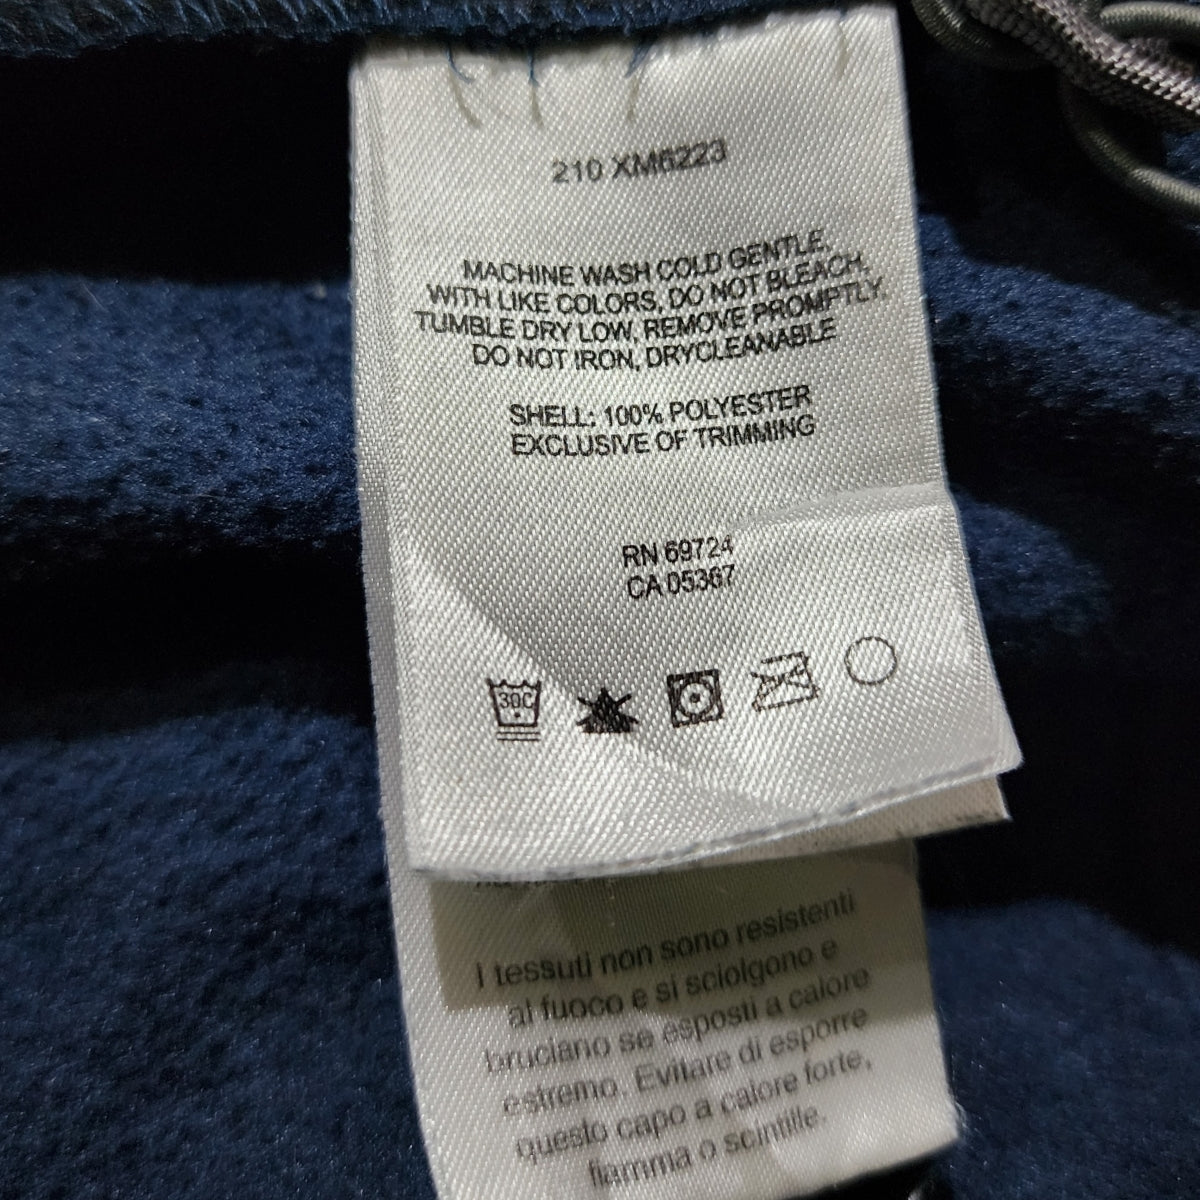 210 XM6223
MACHINE WASH COLD GENTLE,
WITH LIKE COLORS, DO NOT BLEACH,
TUMBLE DRY LOW, REMOVE PROMPTLY,
DO NOT IRON, DRYCLEANABLE
SHELL: 100% POLYESTER
EXCLUSIVE OF TRIMMING
RN 69724
CA 05367
30C
I tessuti non sono resistenti
al fuoco e si sciolgono e
bruciano se esposti a calore
estremo. Evitare di esporre
questo capo a calore forte,
fiamma o scintille.